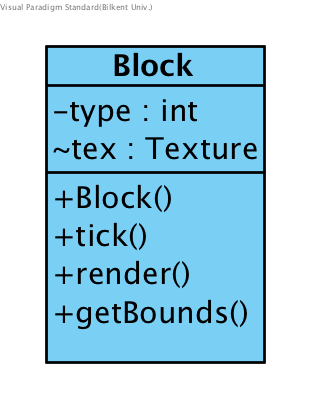 Visual Paradigm Standard(Bilkent Univ.)
Block
-type : int
~tex : Texture
+Block()
+tick()
+render()
+getBounds()